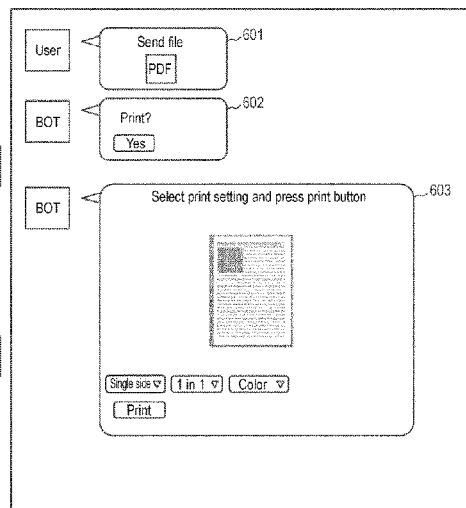 User
Send file
PDF
601
BOT
Print?
Yes
602
BOT
Select print setting and press print button
603
Single side ▽ 1 in 1 ▽ Color ▽
Print